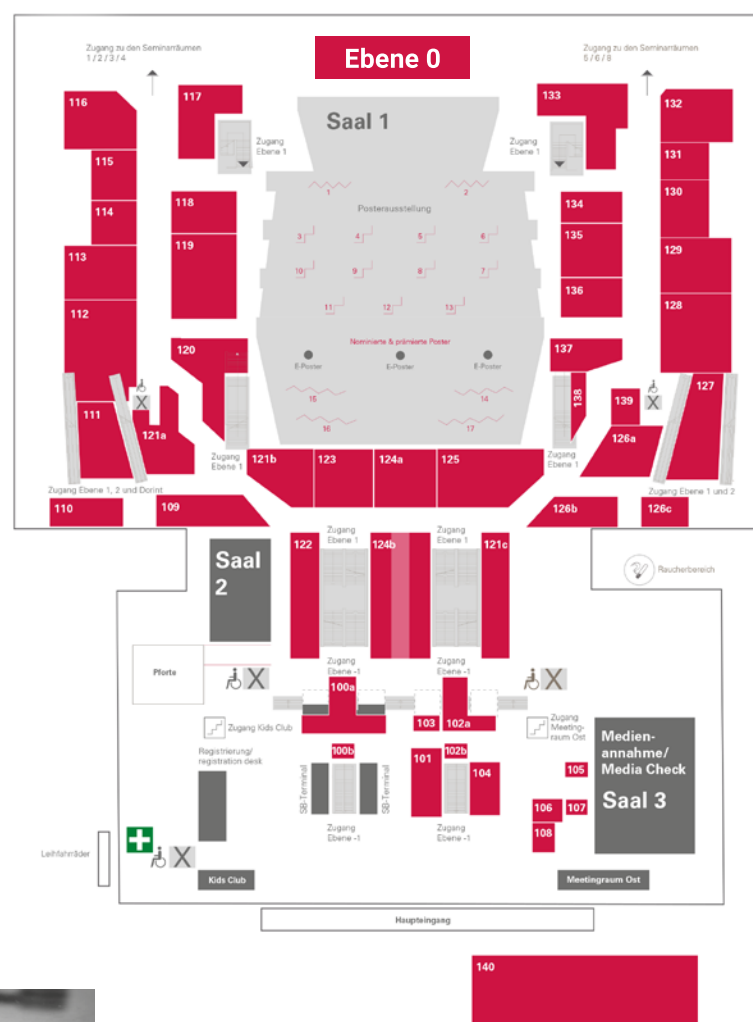 Ebene 0
Zugang zu den Seminarräumen
1 / 2 / 3 / 4
Zugang zu den Seminarräumen
5 / 6 / 8
116
117
133
132
Saal 1
Zugang
Ebene 1
Zugang
Ebene 1
115
131
114
130
118
134
1
2
Posterausstellung
3
4
5
6
119
135
113
129
10
9
8
7
136
112
128
11
12
13
Nominierte & prämierte Poster
120
137
E-Poster
E-Poster
E-Poster
15
14
16
17
111
121a
138
139
127
126a
Zugang
Ebene 1
121b
123
124a
125
Zugang
Ebene 1
Zugang Ebene 1, 2 und Dorint
Zugang Ebene 1 und 2
110
109
126b
126c
Zugang
Ebene 1
Zugang
Ebene 1
122
124b
121c
Saal
2
Raucherbereich
Pforte
Zugang
Ebene -1
Zugang
Ebene -1
100a
103
102a
Zugang Kids Club
Zugang
Meeting-
raum Ost
Registrierung/
registration desk
100b
101
102b
104
SB-Terminal
SB-Terminal
Medien-
annahme/
Media Check
Saal 3
105
106
107
108
Zugang
Ebene -1
Zugang
Ebene -1
Leihfahrräder
Kids Club
Meetingraum Ost
Haupteingang
140